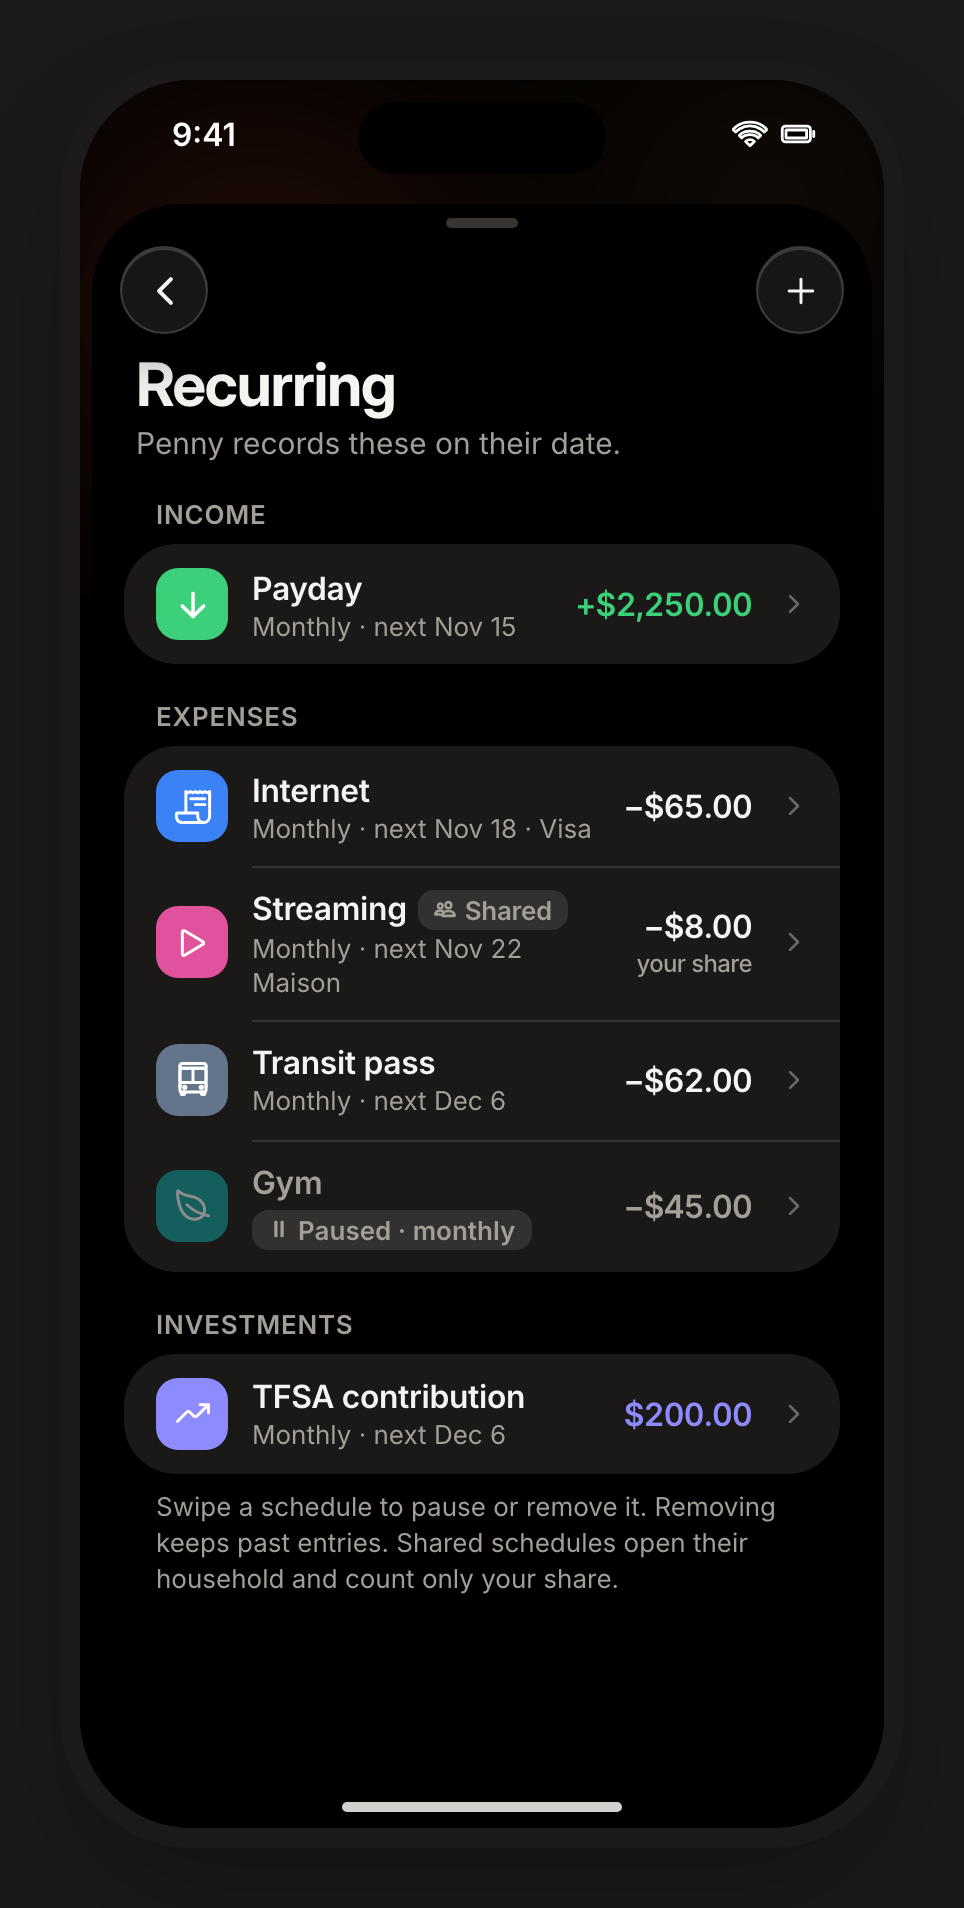 9:41
Recurring
Penny records these on their date.
INCOME
Payday
Monthly · next Nov 15
+$2,250.00
EXPENSES
Internet
Monthly · next Nov 18 · Visa
−$65.00
Streaming Shared
Monthly · next Nov 22
Maison
−$8.00
your share
Transit pass
Monthly · next Dec 6
−$62.00
Gym
Paused · monthly
−$45.00
INVESTMENTS
TFSA contribution
Monthly · next Dec 6
$200.00
Swipe a schedule to pause or remove it. Removing
keeps past entries. Shared schedules open their
household and count only your share.